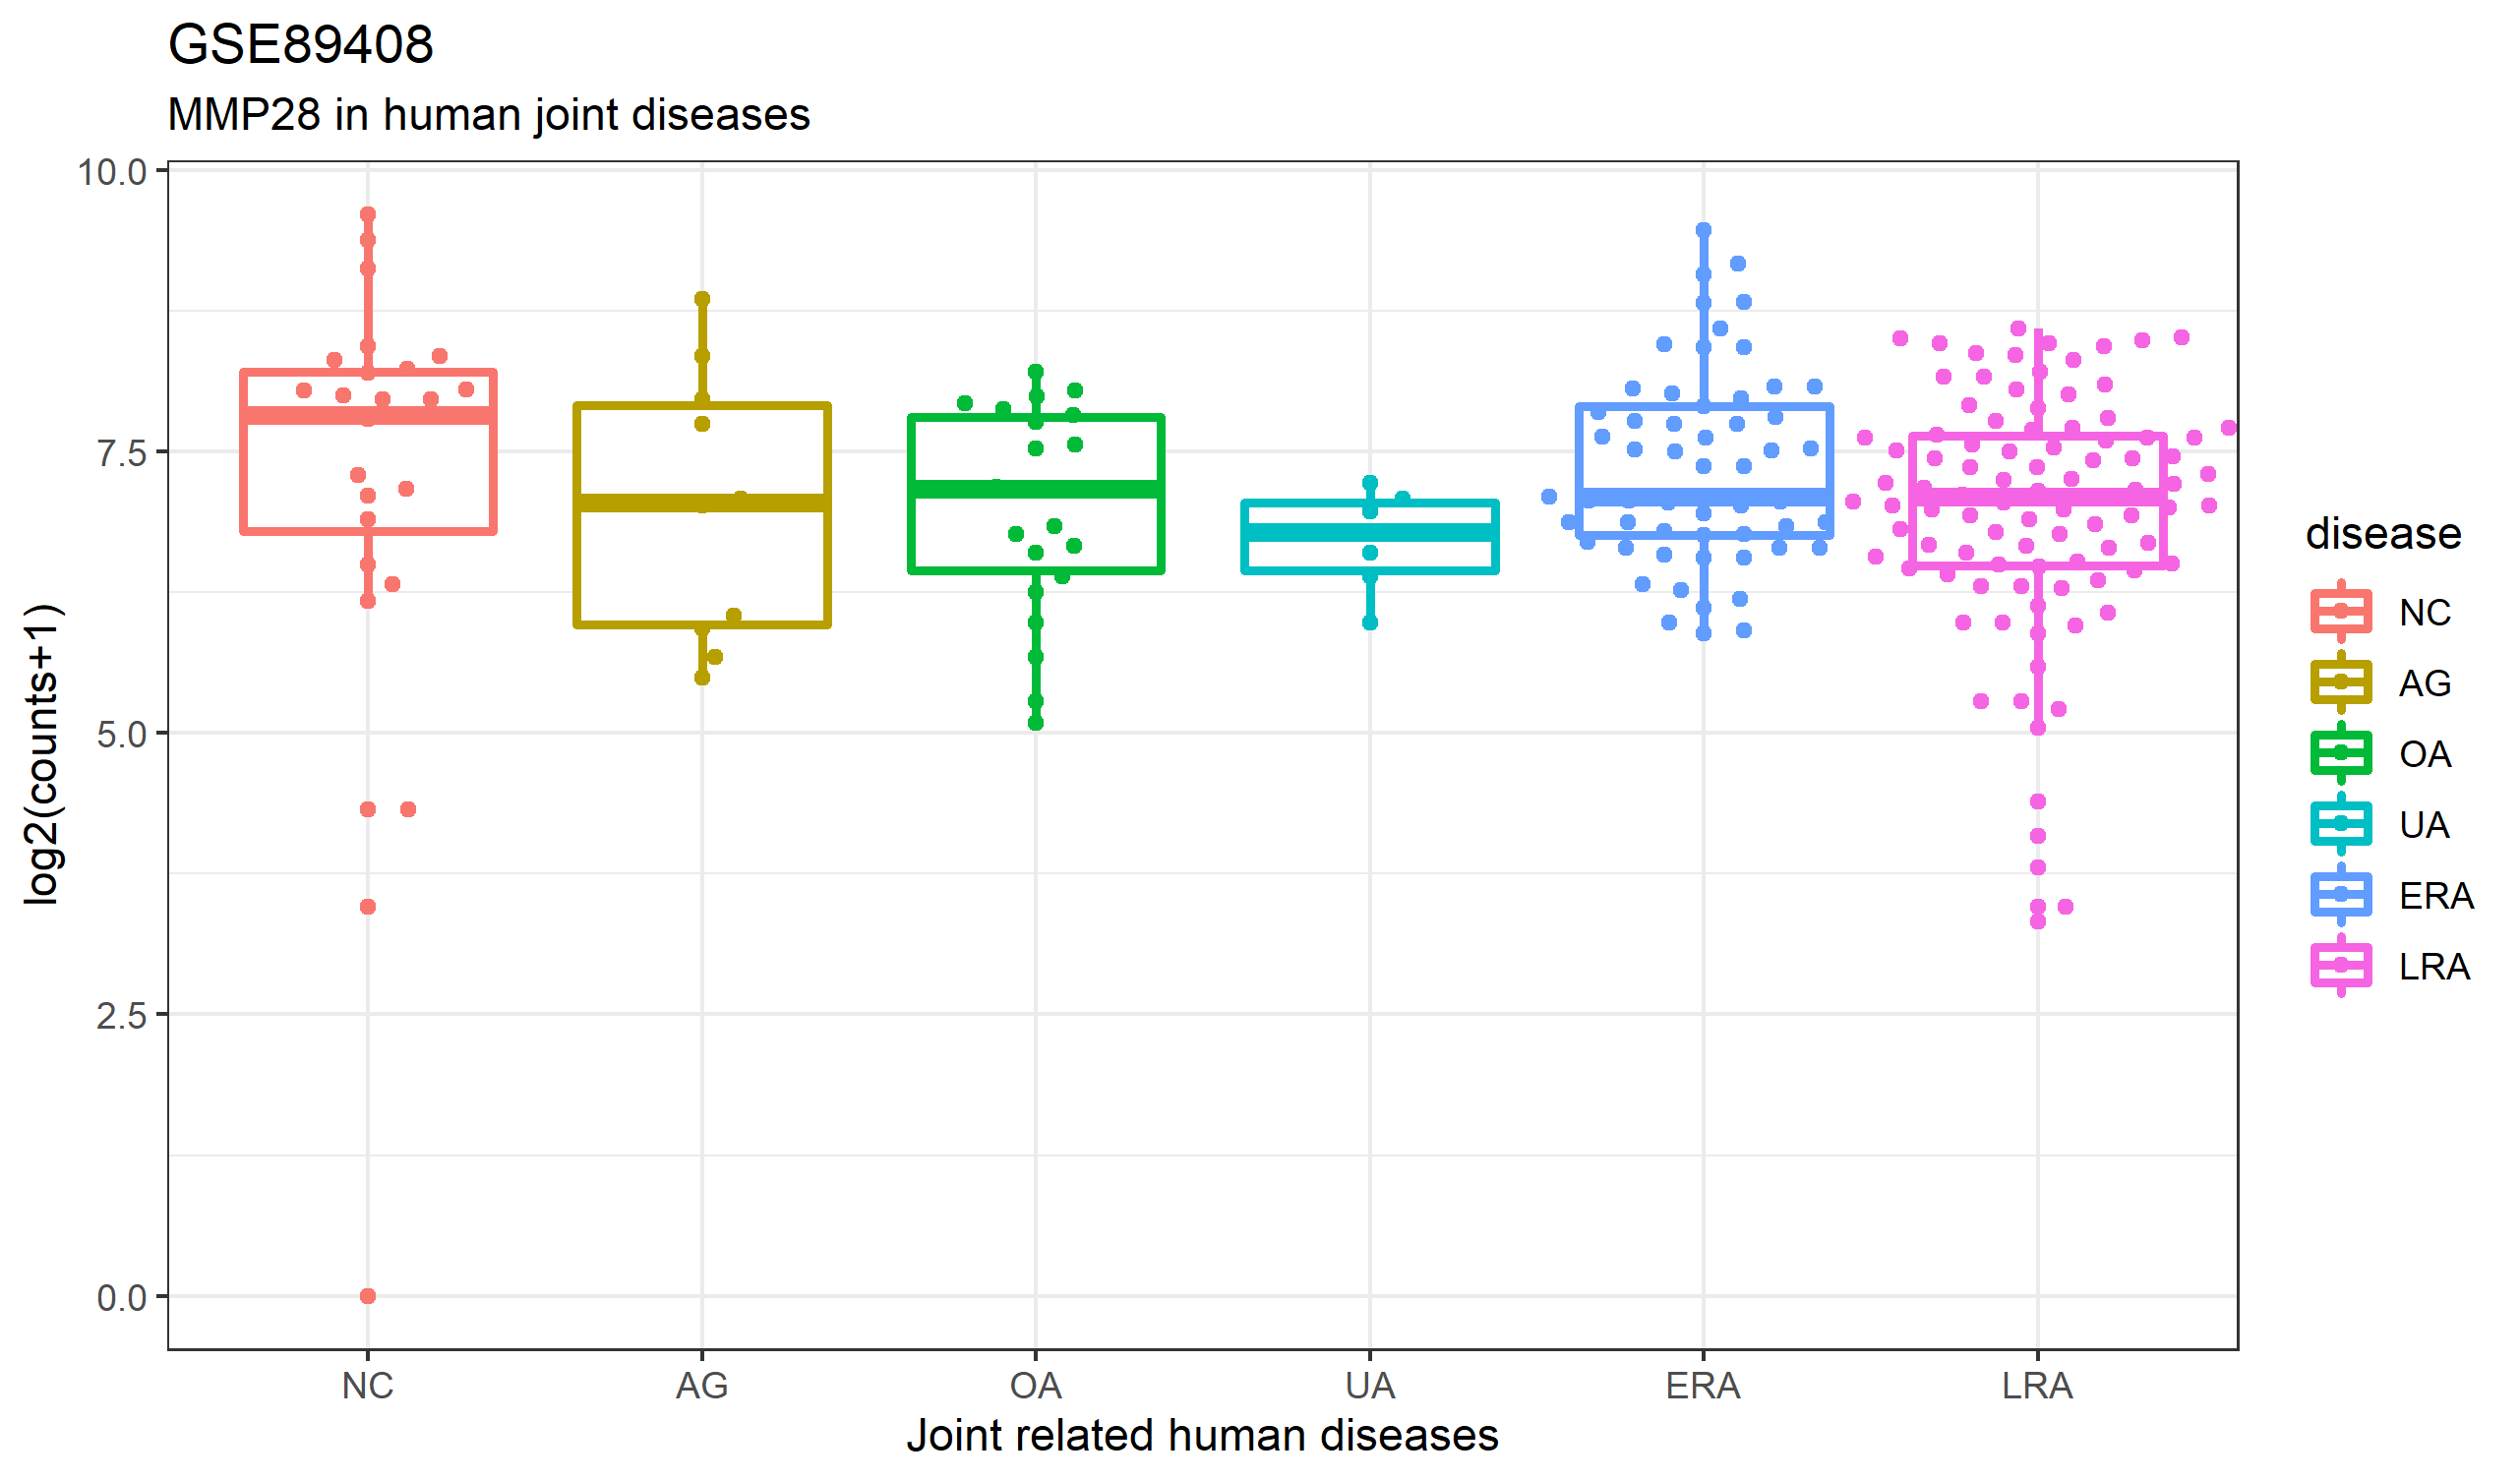 GSE89408
MMP28 in human joint diseases
log2(counts+1)
10.0
7.5
5.0
2.5
0.0
NC AG OA UA ERA LRA
Joint related human diseases
disease
NC
AG
OA
UA
ERA
LRA